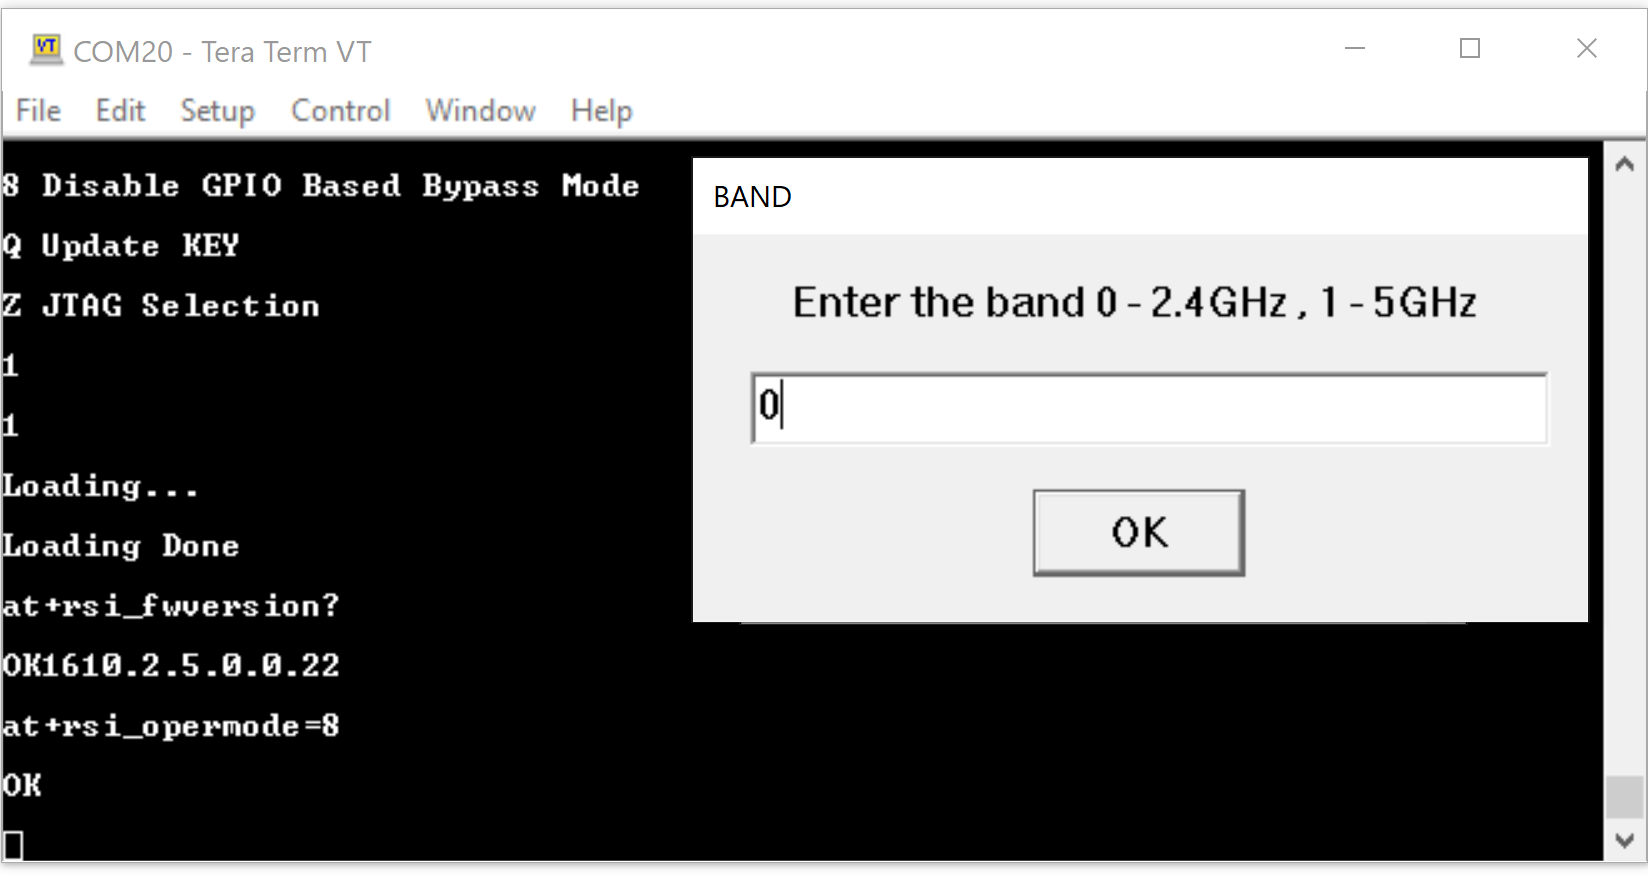 VT COM20 - Tera Term VT
File Edit Setup Control Window Help
8 Disable GPIO Based Bypass Mode
Q Update KEY
Z JTAG Selection
1
1
Loading...
Loading Done
at+rsi_fwversion?
OK1610.2.5.0.0.22
at+rsi_opermode=8
OK
BAND
Enter the band 0 - 2.4GHz , 1 - 5GHz
0
OK